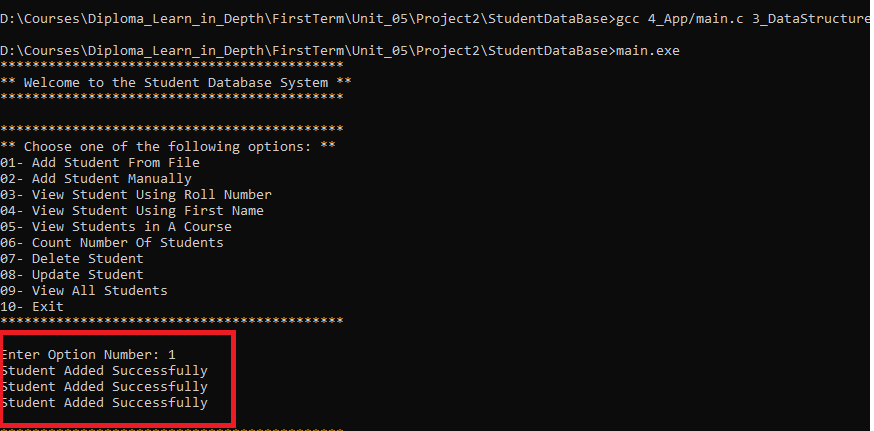 D:\Courses\Diploma_Learn_in_Depth\FirstTerm\Unit_05\Project2\StudentDataBase>gcc 4_App/main.c 3_DataStructure
D:\Courses\Diploma_Learn_in_Depth\FirstTerm\Unit_05\Project2\StudentDataBase>main.exe
*******************************************
** Welcome to the Student Database System **
*******************************************
*******************************************
** Choose one of the following options: **
01- Add Student From File
02- Add Student Manually
03- View Student Using Roll Number
04- View Student Using First Name
05- View Students in A Course
06- Count Number Of Students
07- Delete Student
08- Update Student
09- View All Students
10- Exit
*******************************************
Enter Option Number: 1
Student Added Successfully
Student Added Successfully
Student Added Successfully
*******************************************